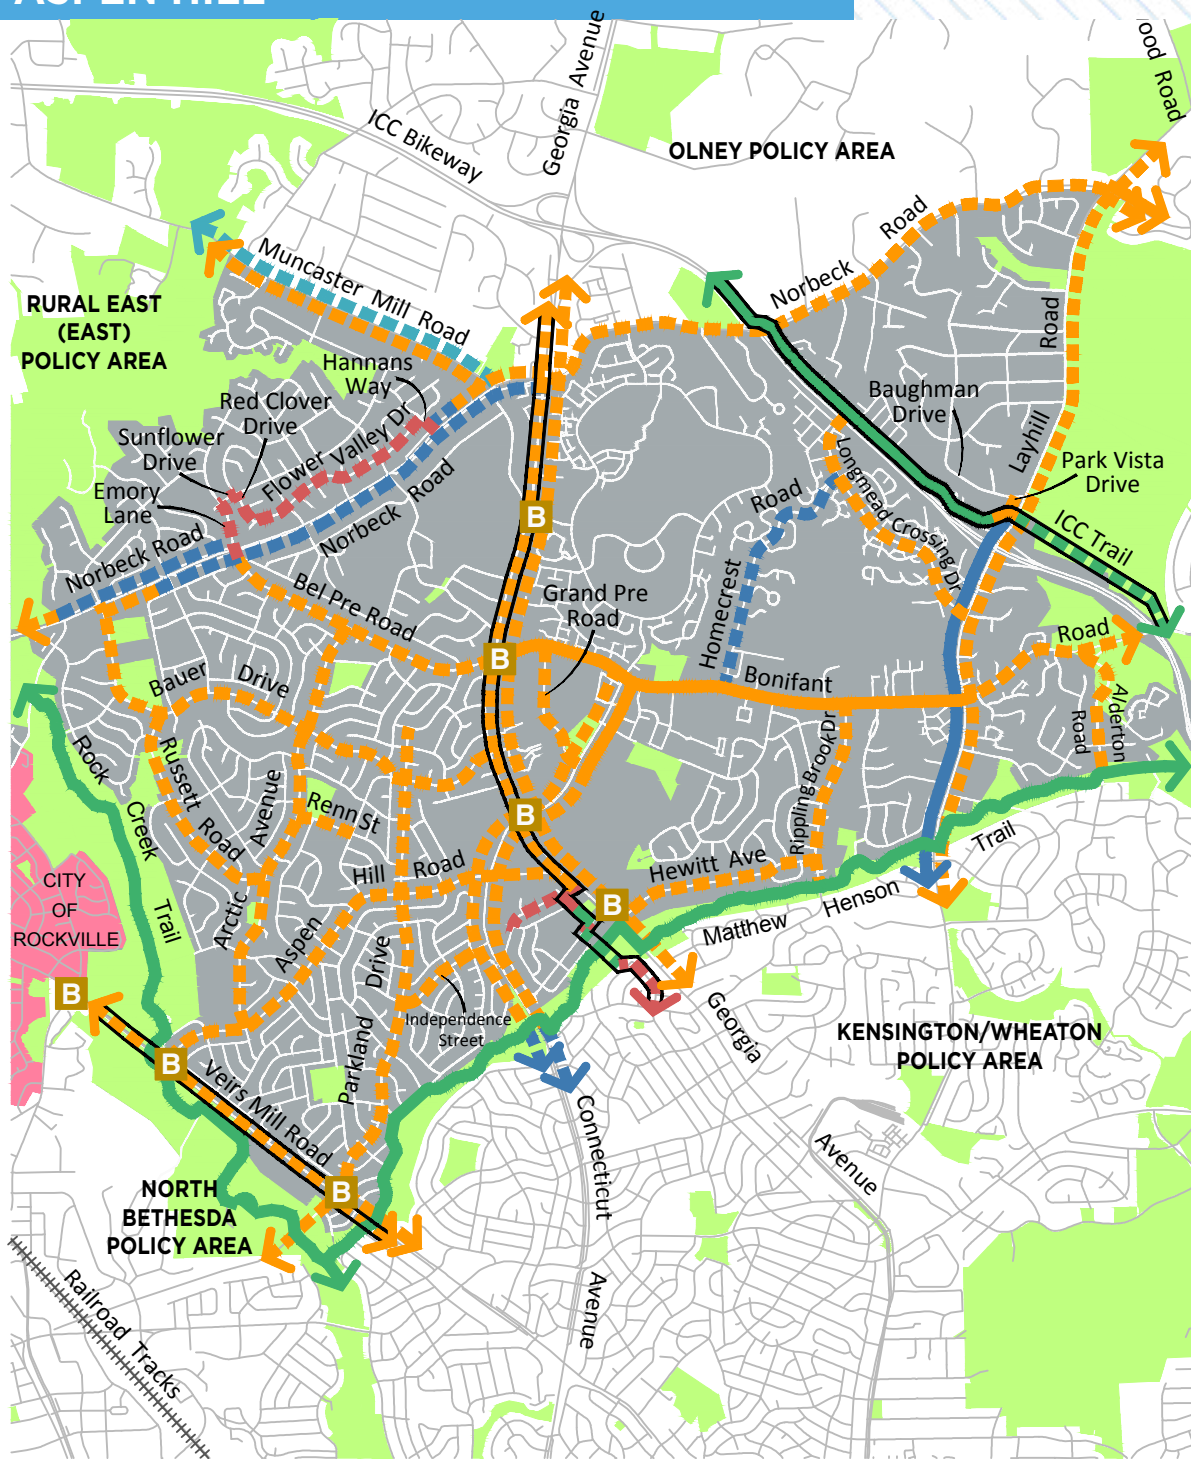 ASPEN HILL
Georgia Avenue
ood Road
ICC Bikeway
OLNEY POLICY AREA
Road
Norbeck
Muncaster Mill Road
RURAL EAST
(EAST)
POLICY AREA
Road
Hannans
Way
Baughman
Drive
Red Clover
Drive
Flower Valley Dr
Sunflower
Drive
Layhill
Park Vista
Drive
Emory
Lane
Road
Norbeck
Road
Longmead Crossing Dr
ICC Trail
Norbeck Road
B
Bel Pre Road
Grand Pre
Road
Homecrest
Road
B
Bonifant
Bauer Drive
Alderton
Road
Rock
Creek
Trail
Russett
Road
Avenue
Arctic
Renn St
RipplingBrookDr
B
Trail
Hill Road
Aspen
Hewitt Ave
CITY
OF
ROCKVILLE
Henson
Matthew
B
Drive
Parkland
B
Independence
Street
Georgia
KENSINGTON/WHEATON
POLICY AREA
B
Veirs Mill Road
Connecticut
Avenue
B
NORTH
BETHESDA
POLICY AREA
Avenue
Railroad Tracks